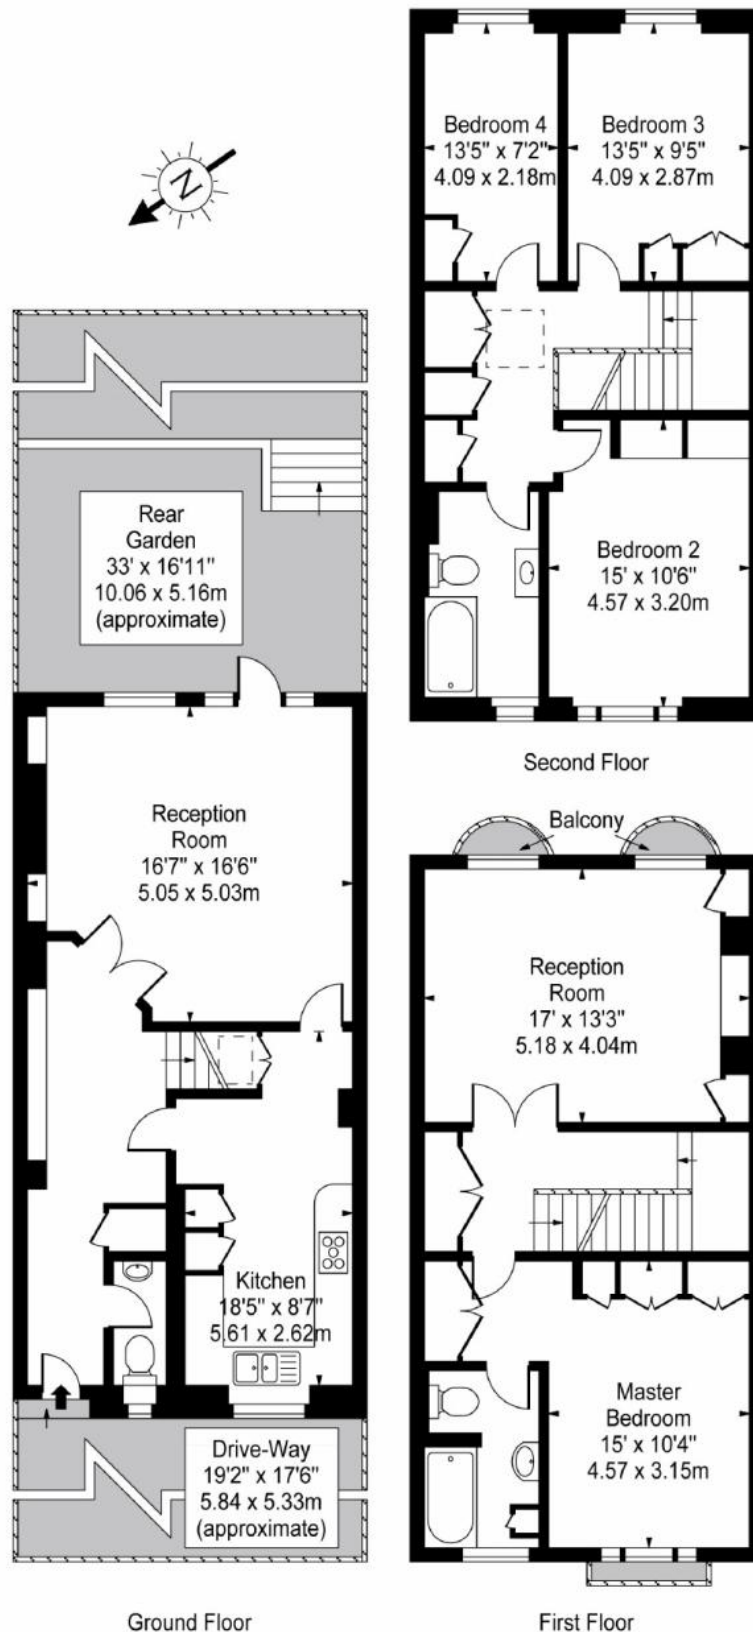 Bedroom 4
13'5" x 7'2"
4.09 x 2.18m
Bedroom 3
13'5" x 9'5"
4.09 x 2.87m
N
Bedroom 2
15' x 10'6"
4.57 x 3.20m
Second Floor
Rear
Garden
33' x 16'11"
10.06 x 5.16m
(approximate)
Reception
Room
16'7" x 16'6"
5.05 x 5.03m
Kitchen
18'5" x 8'7"
5.61 x 2.62m
Drive-Way
19'2" x 17'6"
5.84 x 5.33m
(approximate)
Ground Floor
Balcony
Reception
Room
17' x 13'3"
5.18 x 4.04m
Master
Bedroom
15' x 10'4"
4.57 x 3.15m
First Floor